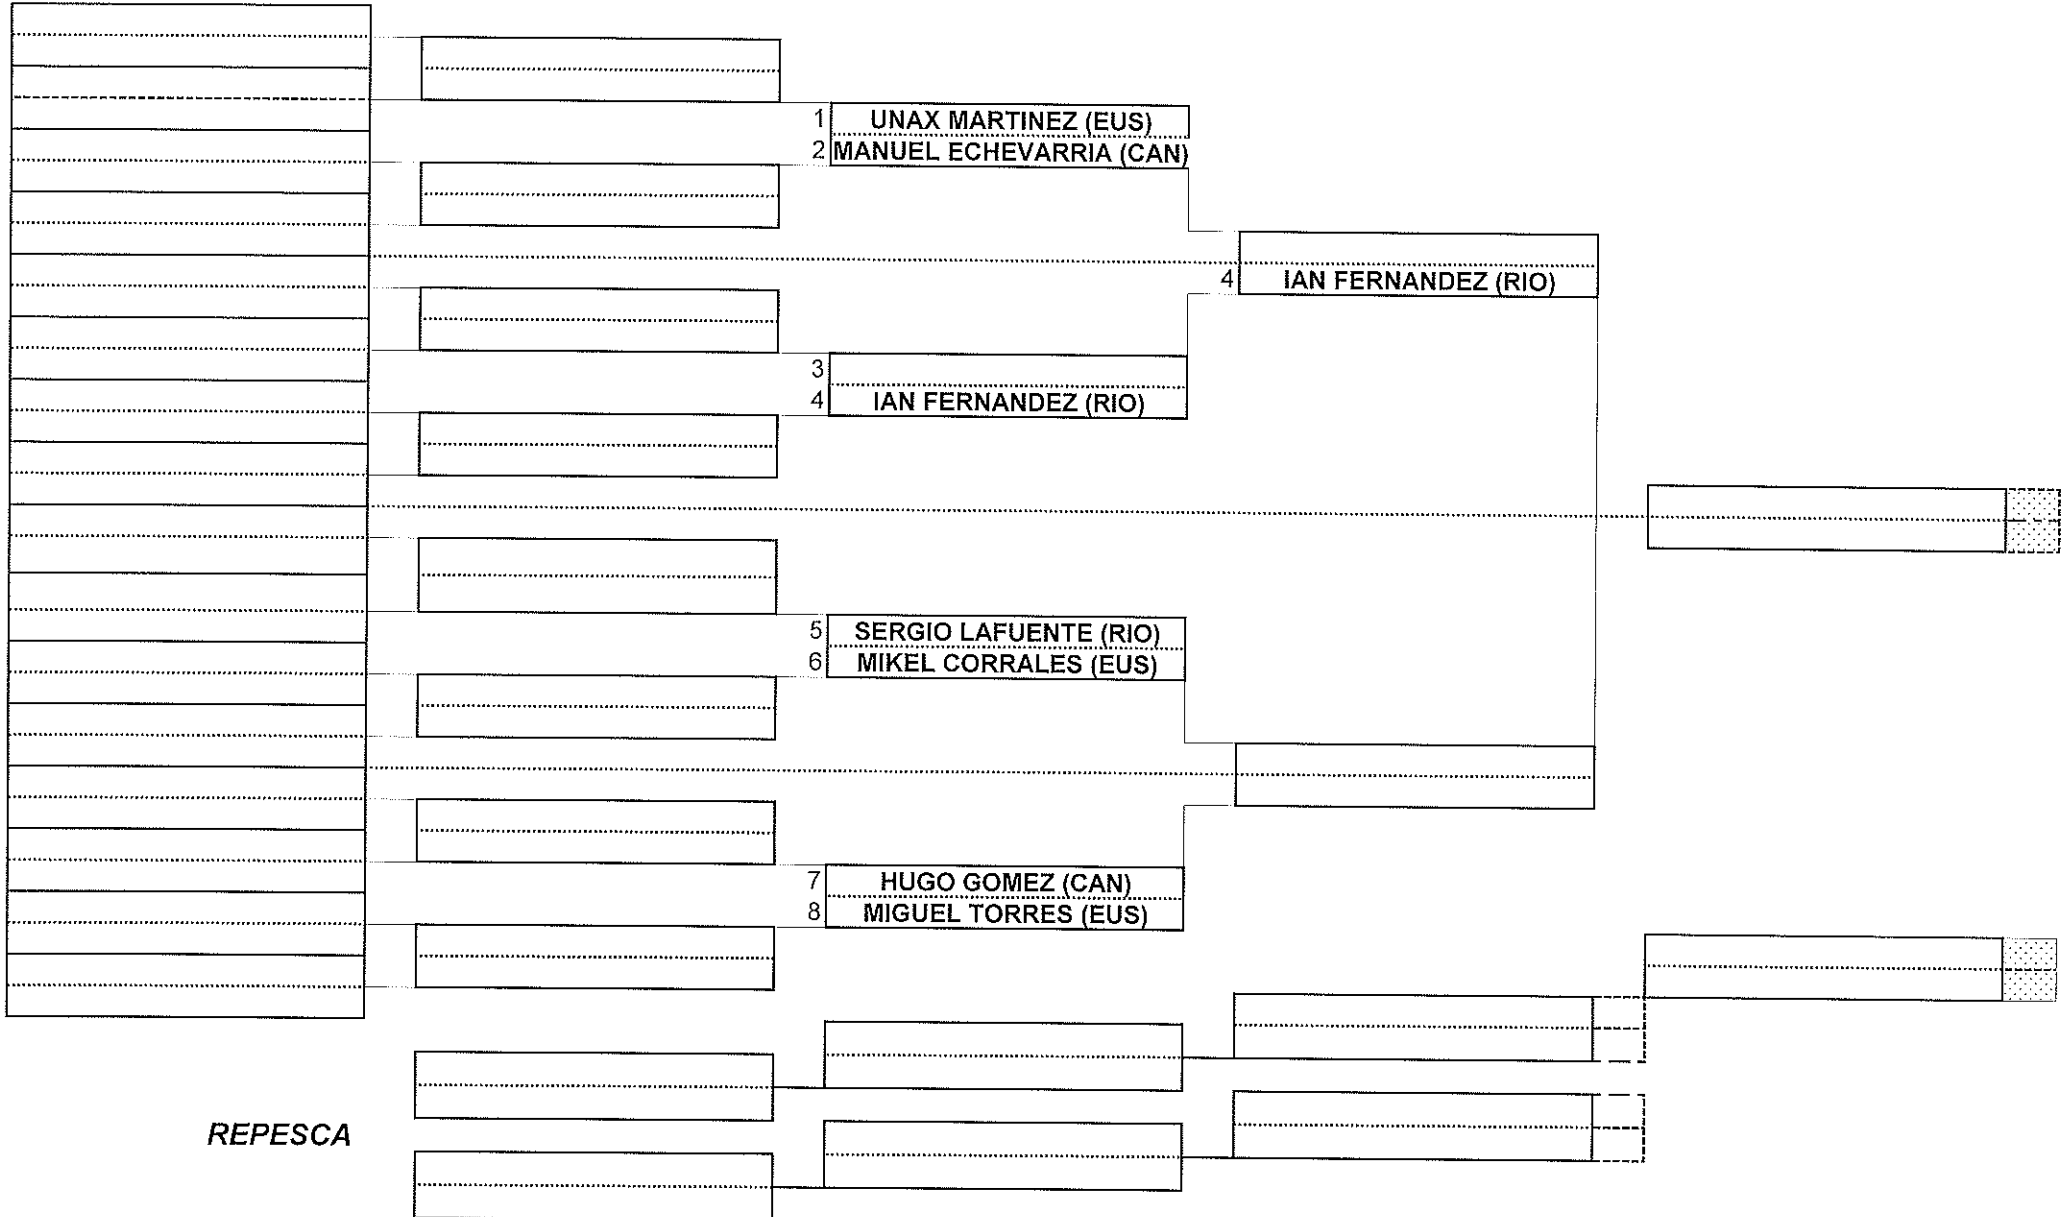 1 UNAX MARTINEZ (EUS)
2 MANUEL ECHEVARRIA (CAN)
4 IAN FERNANDEZ (RIO)
3
4 IAN FERNANDEZ (RIO)
5 SERGIO LAFUENTE (RIO)
6 MIKEL CORRALES (EUS)
7 HUGO GOMEZ (CAN)
8 MIGUEL TORRES (EUS)
REPESCA